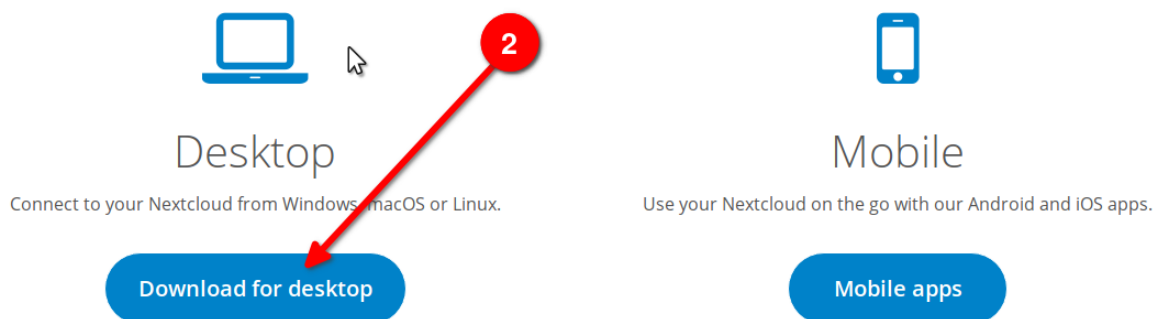 2
Desktop
Connect to your Nextcloud from Windows, macOS or Linux.
Download for desktop
Mobile
Use your Nextcloud on the go with our Android and iOS apps.
Mobile apps